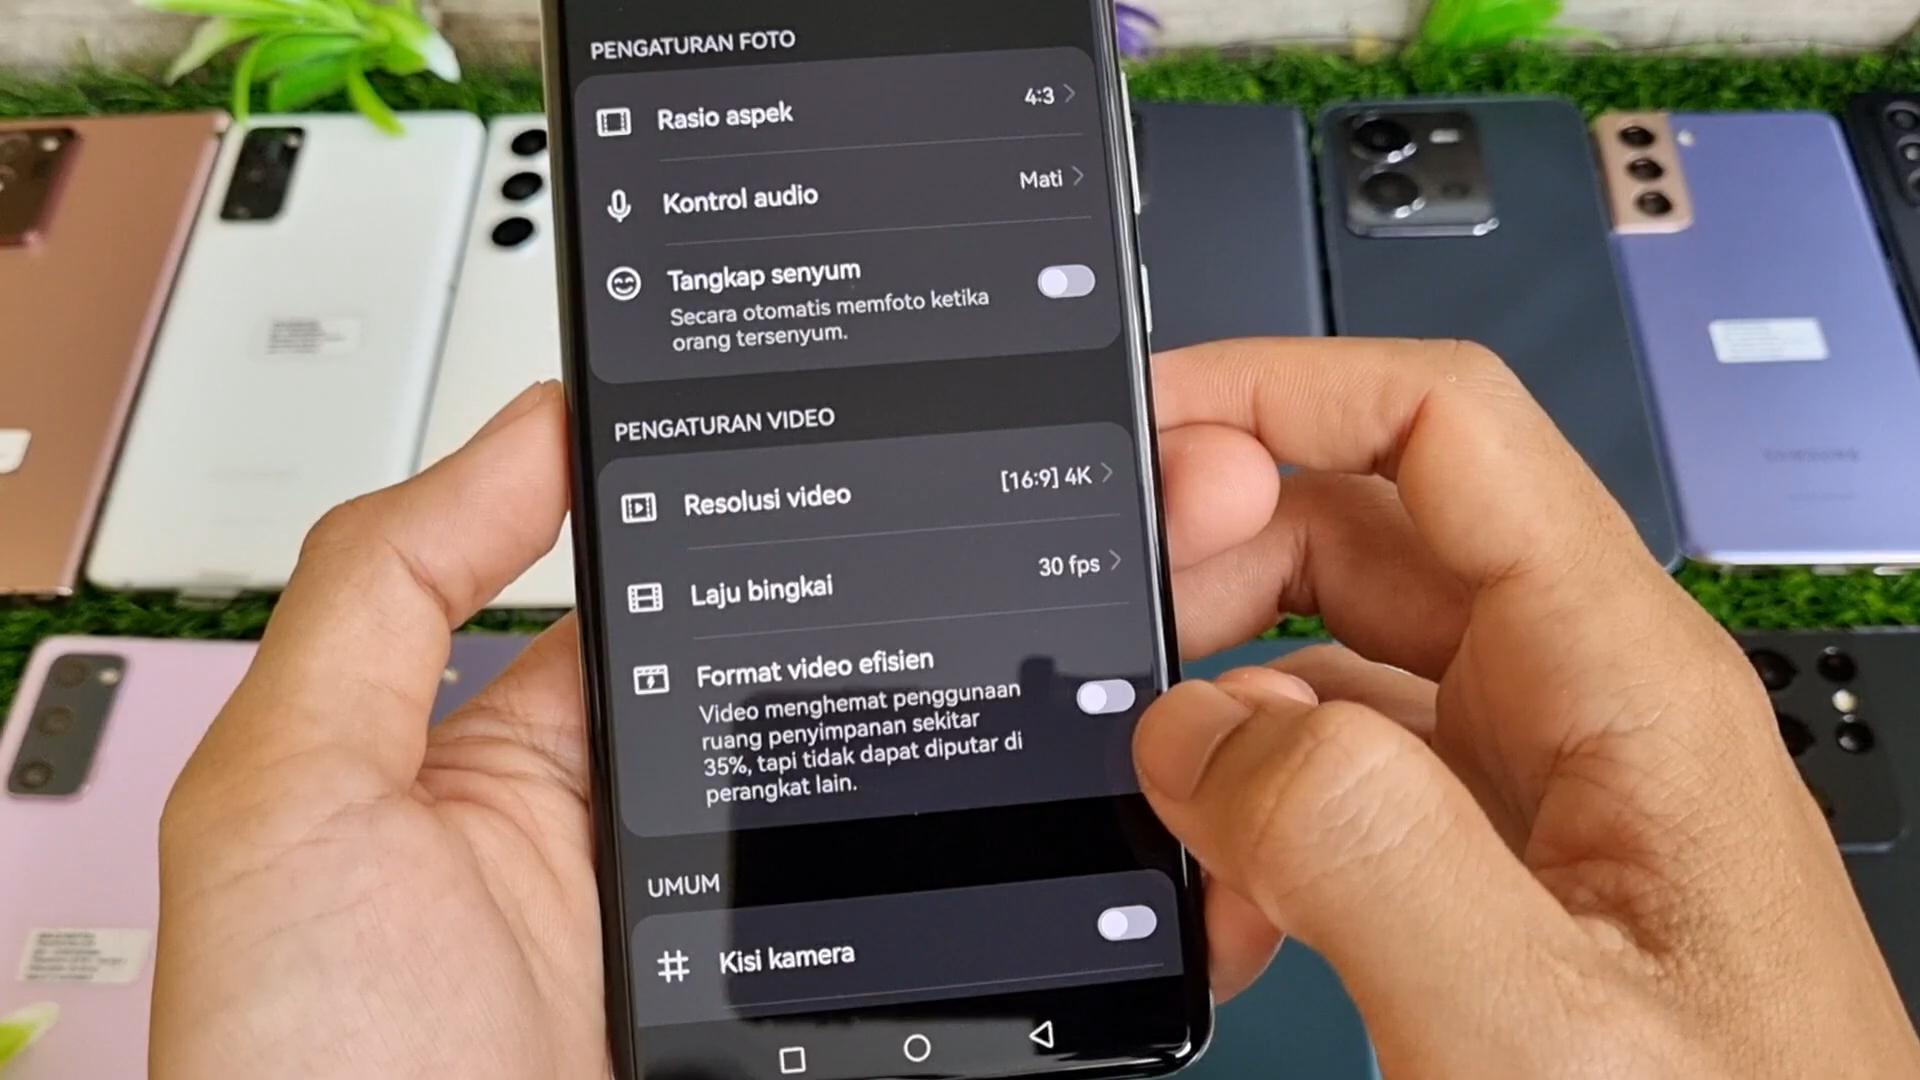 PENGATURAN FOTO
Rasio aspek
4:3
Kontrol audio
Mati
Tangkap senyum
Secara otomatis memfoto ketika
orang tersenyum.
PENGATURAN VIDEO
Resolusi video
[16:9] 4K
Laju bingkai
30 fps
Format video efisien
Video menghemat penggunaan
ruang penyimpanan sekitar
35%, tapi tidak dapat diputar di
perangkat lain.
UMUM
Kisi kamera